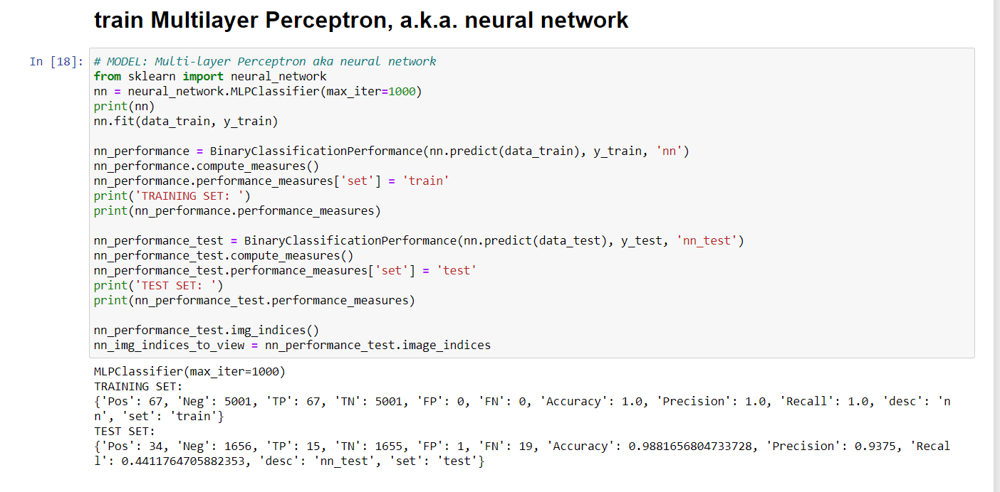 train Multilayer Perceptron, a.k.a. neural network
In [18]:
# MODEL: Multi-layer Perceptron aka neural network
from sklearn import neural_network
nn = neural_network.MLPClassifier(max_iter=1000)
print(nn)
nn.fit(data_train, y_train)
nn_performance = BinaryClassificationPerformance(nn.predict(data_train), y_train, 'nn')
nn_performance.compute_measures()
nn_performance.performance_measures['set'] = 'train'
print('TRAINING SET: ')
print(nn_performance.performance_measures)
nn_performance_test = BinaryClassificationPerformance(nn.predict(data_test), y_test, 'nn_test')
nn_performance_test.compute_measures()
nn_performance_test.performance_measures['set'] = 'test'
print('TEST SET: ')
print(nn_performance_test.performance_measures)
nn_performance_test.img_indices()
nn_img_indices_to_view = nn_performance_test.image_indices
MLPClassifier(max_iter=1000)
TRAINING SET:
{'Pos': 67, 'Neg': 5001, 'TP': 67, 'TN': 5001, 'FP': 0, 'FN': 0, 'Accuracy': 1.0, 'Precision': 1.0, 'Recall': 1.0, 'desc': 'n
n', 'set': 'train'}
TEST SET:
{'Pos': 34, 'Neg': 1656, 'TP': 15, 'TN': 1655, 'FP': 1, 'FN': 19, 'Accuracy': 0.9881656804733728, 'Precision': 0.9375, 'Recal
l': 0.4411764705882353, 'desc': 'nn_test', 'set': 'test'}